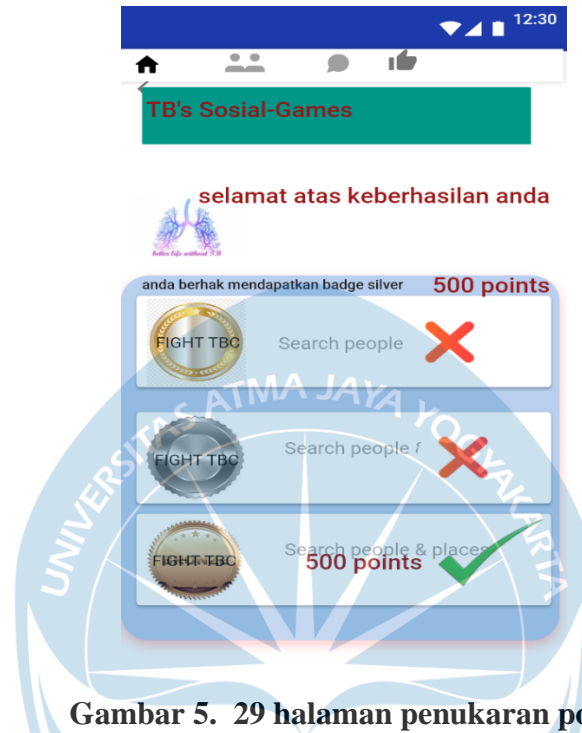 12:30
TB's Sosial-Games
selamat atas keberhasilan anda
better life without TB
anda berhak mendapatkan badge silver 500 points
FIGHT TBC Search people
FIGHT TBC Search people
FIGHT TBC Search people & places
500 points
ATMA JAYA YOGYAKARTA
Gambar 5. 29 halaman penukaran